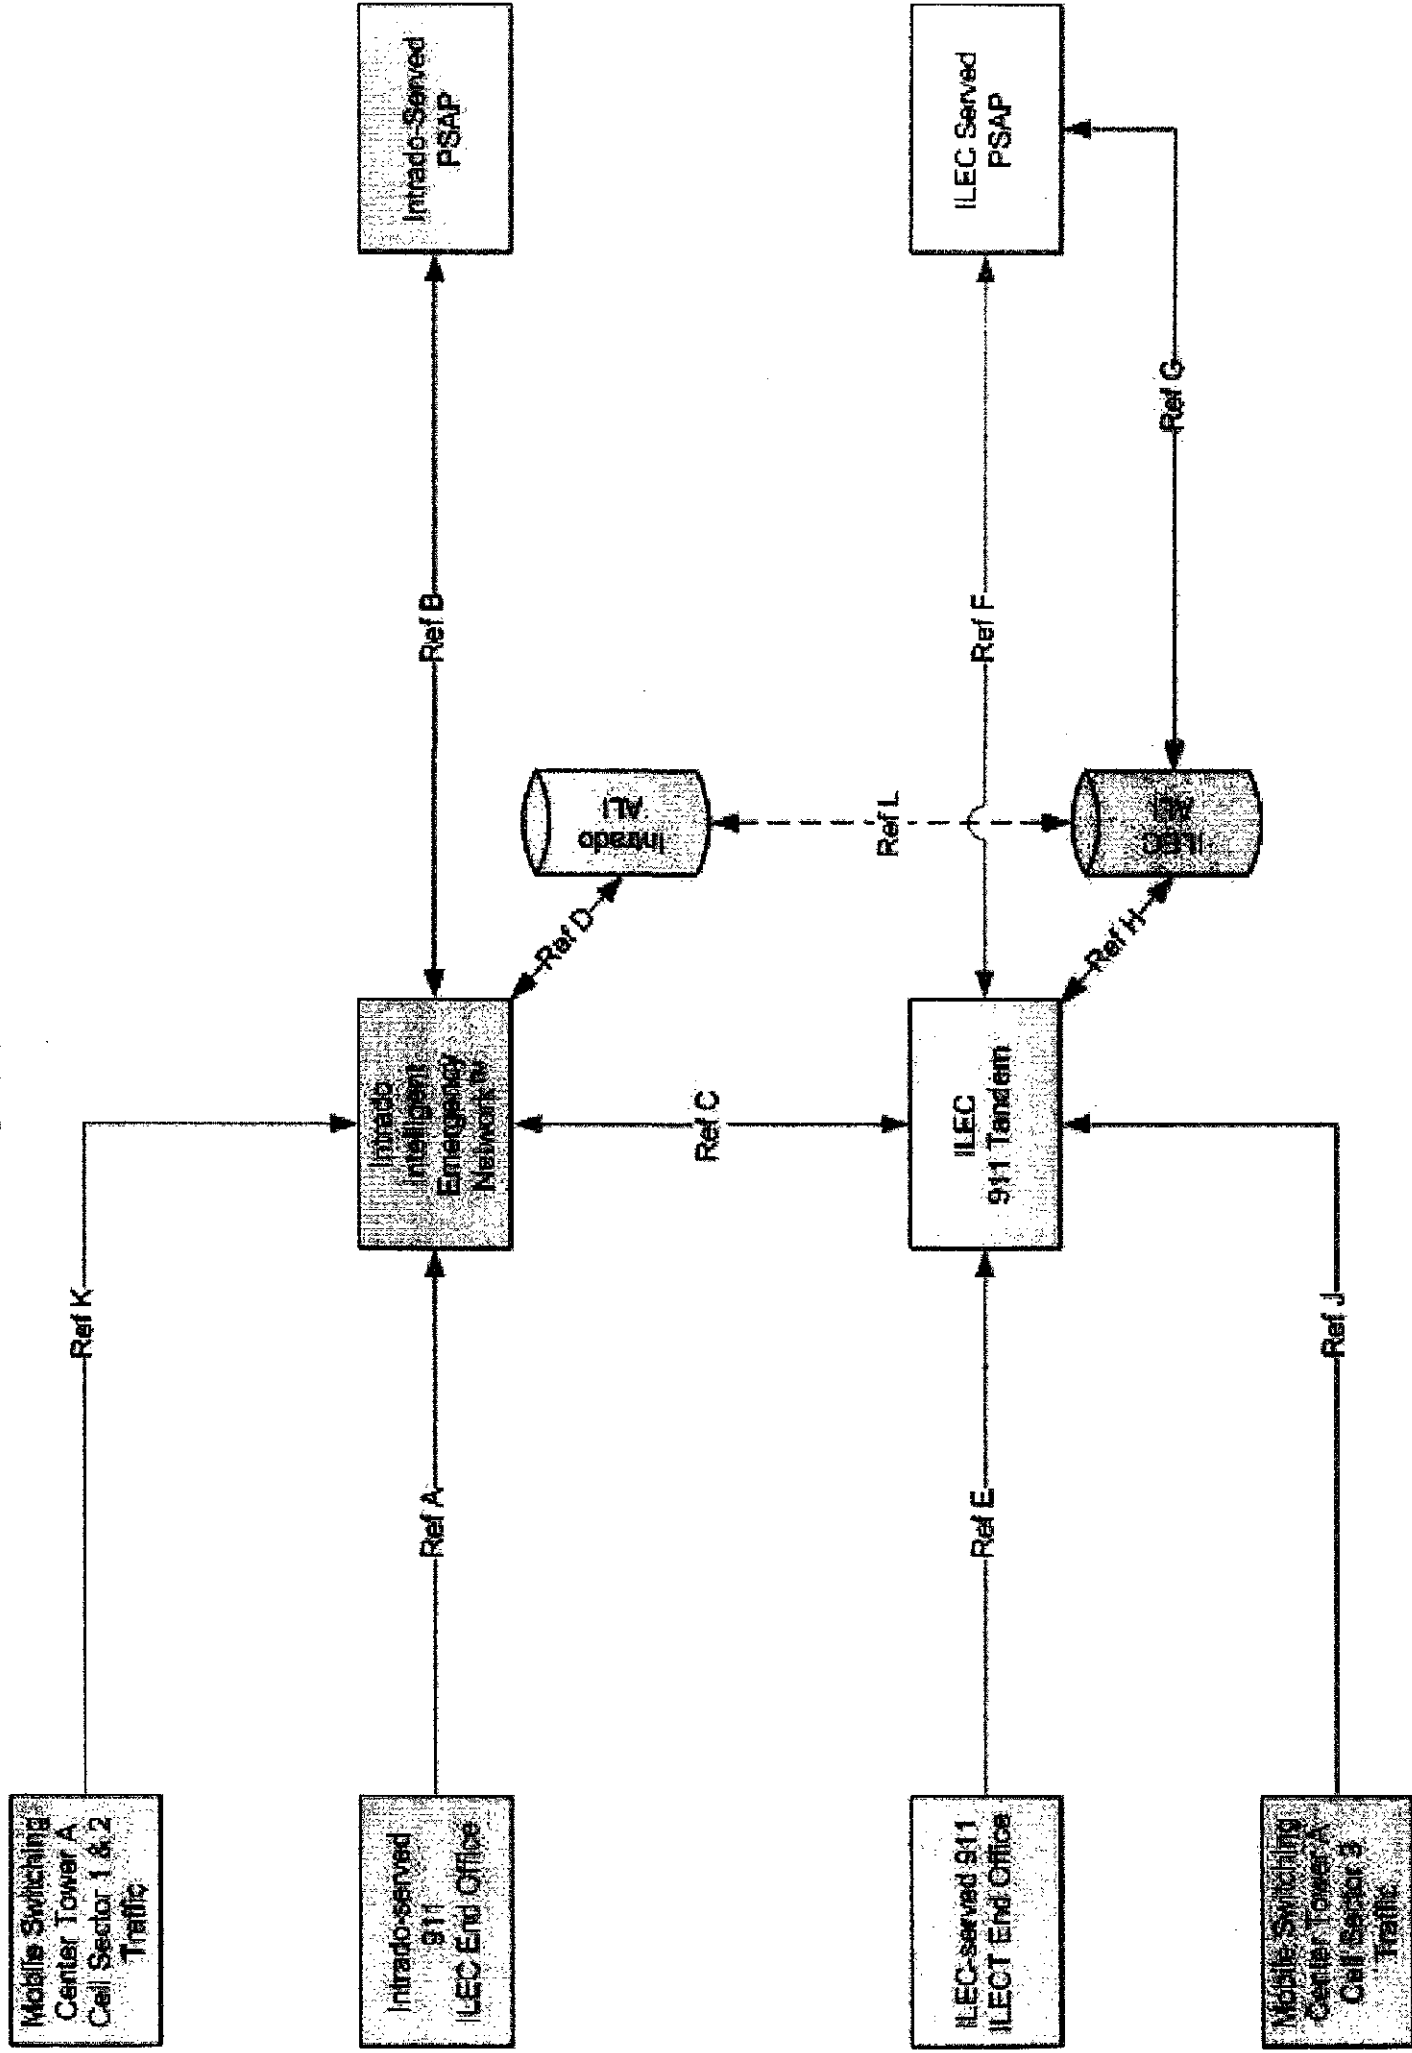 Mobile Switching
Center Tower A
Cell Sector 1 & 2
Traffic
Ref K
Intrado-served
911
ILEC End Office
Ref A
Intrado
Intelligent
Emergency
Network
Ref B
Intrado-Served
PSAP
Ref D
Intrado
ALI
Ref C
Ref L
ILEC-served 911
ILECT End Office
Ref E
ILEC
911 Tandem
Ref F
ILEC Served
PSAP
Ref H
ILEC
ALI
Ref G
Mobile Switching
Center Tower A
Cell Sector 3
Traffic
Ref J